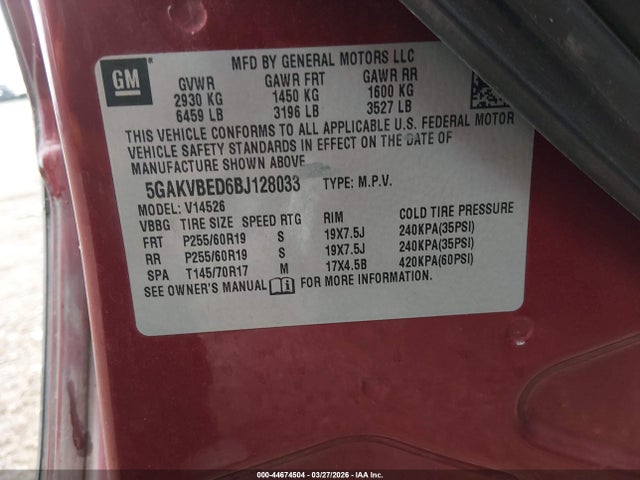 GM
MFD BY GENERAL MOTORS LLC
GVWR GAWR FRT GAWR RR
2930 KG 1450 KG 1600 KG
6459 LB 3196 LB 3527 LB
THIS VEHICLE CONFORMS TO ALL APPLICABLE U.S. FEDERAL MOTOR
VEHICLE SAFETY STANDARDS IN EFFECT ON THE DATE OF
MANUFACTURE SHOWN ABOVE
5GAKVBED6BJ128033 TYPE: M.P.V.
MODEL: V14526
VBBG TIRE SIZE SPEED RTG RIM COLD TIRE PRESSURE
FRT P255/60R19 S 19X7.5J 240KPA(35PSI)
RR P255/60R19 S 19X7.5J 240KPA(35PSI)
SPA T145/70R17 M 17X4.5B 420KPA(60PSI)
SEE OWNER'S MANUAL FOR MORE INFORMATION.
000-44674504 | 03/27/2026 | IAA Corp.